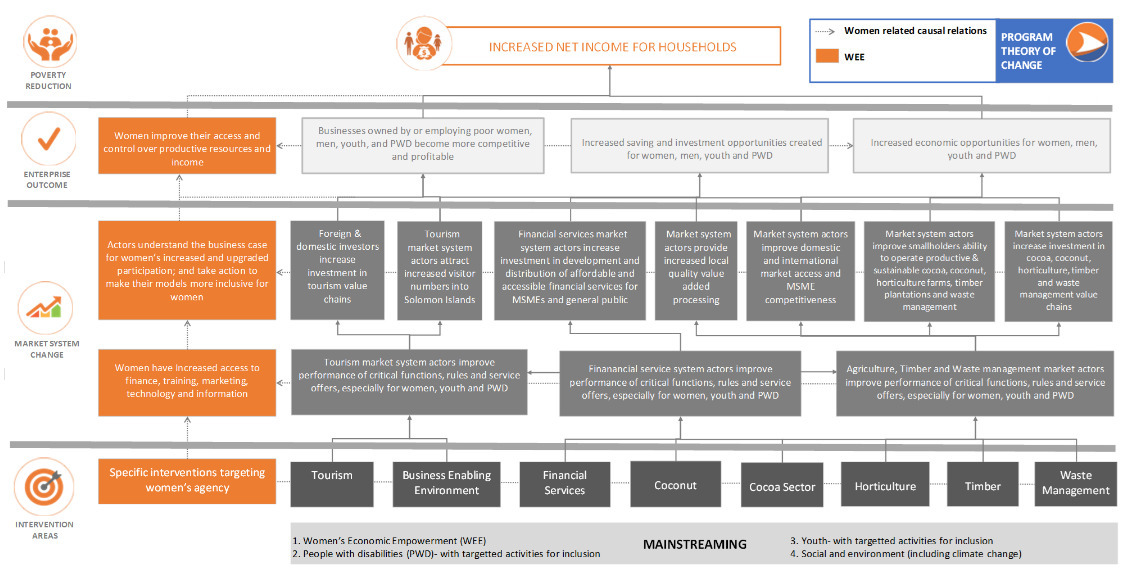 INCREASED NET INCOME FOR HOUSEHOLDS
Women related causal relations
WEE
PROGRAM
THEORY OF
CHANGE
POVERTY
REDUCTION
Women improve their access and
control over productive resources and
income
Businesses owned by or employing poor women,
men, youth, and PWD become more competitive
and profitable
Increased saving and investment opportunities created
for women, men, youth and PWD
Increased economic opportunities for women, men,
youth and PWD
ENTERPRISE
OUTCOME
Actors understand the business case
for women's increased and upgraded
participation; and take action to
make their models more inclusive for
women
Foreign &
domestic investors
increase
investment in
tourism value
chains
Tourism
market system
actors attract
increased visitor
numbers into
Solomon Islands
Financial services market
system actors increase
investment in development and
distribution of affordable and
accessible financial services for
MSMEs and general public
Market system
actors provide
increased local
quality value
added
processing
Market system actors
improve domestic
and international
market access and
MSME
competitiveness
Market system actors
improve smallholders ability
to operate productive &
sustainable cocoa, coconut,
horticulture farms, timber
plantations and waste
management
Market system actors
increase investment in
cocoa, coconut,
horticulture, timber
and waste
management value
chains
MARKET SYSTEM
CHANGE
Women have Increased access to
finance, training, marketing,
technology and information,
Tourism market system actors improve
performance of critical functions, rules and service
offers, especially for women, youth and PWD
Finananial service system actors improve
performance of critical functions, rules and service
offers, especially for women, youth and PWD
Agriculture, Timber and Waste management market actors
improve performance of critical functions, rules and service
offers, especially for women, youth and PWD
Specific interventions targeting
women's agency
Tourism
Business Enabling
Environment
Financial
Services
Coconut
Cocoa Sector
Horticulture
Timber
Waste
Management
INTERVENTION
AREAS
1. Women's Economic Empowerment (WEE)
2. People with disabilities (PWD)- with targetted activities for inclusion
MAINSTREAMING
3. Youth- with targetted activities for inclusion
4. Social and environment (including climate change)